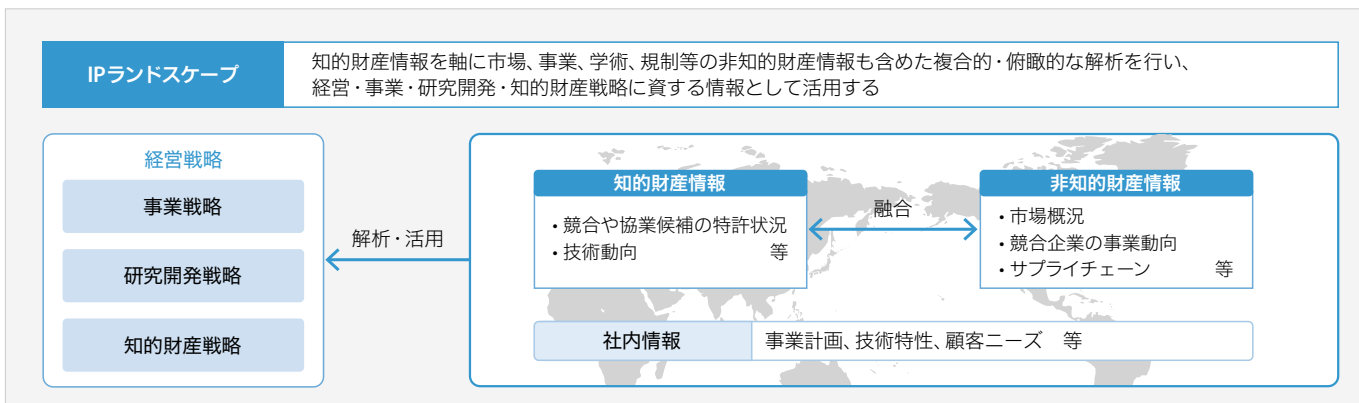 IPランドスケープ
知的財産情報を軸に市場、事業、学術、規制等の非知的財産情報も含めた複合的・俯瞰的な解析を行い、
経営・事業・研究開発・知的財産戦略に資する情報として活用する
経営戦略
事業戦略
研究開発戦略
知的財産戦略
解析・活用
知的財産情報
・競合や協業候補の特許状況
・技術動向 等
融合
非知的財産情報
・市場概況
・競合企業の事業動向
・サプライチェーン 等
社内情報
事業計画、技術特性、顧客ニーズ 等